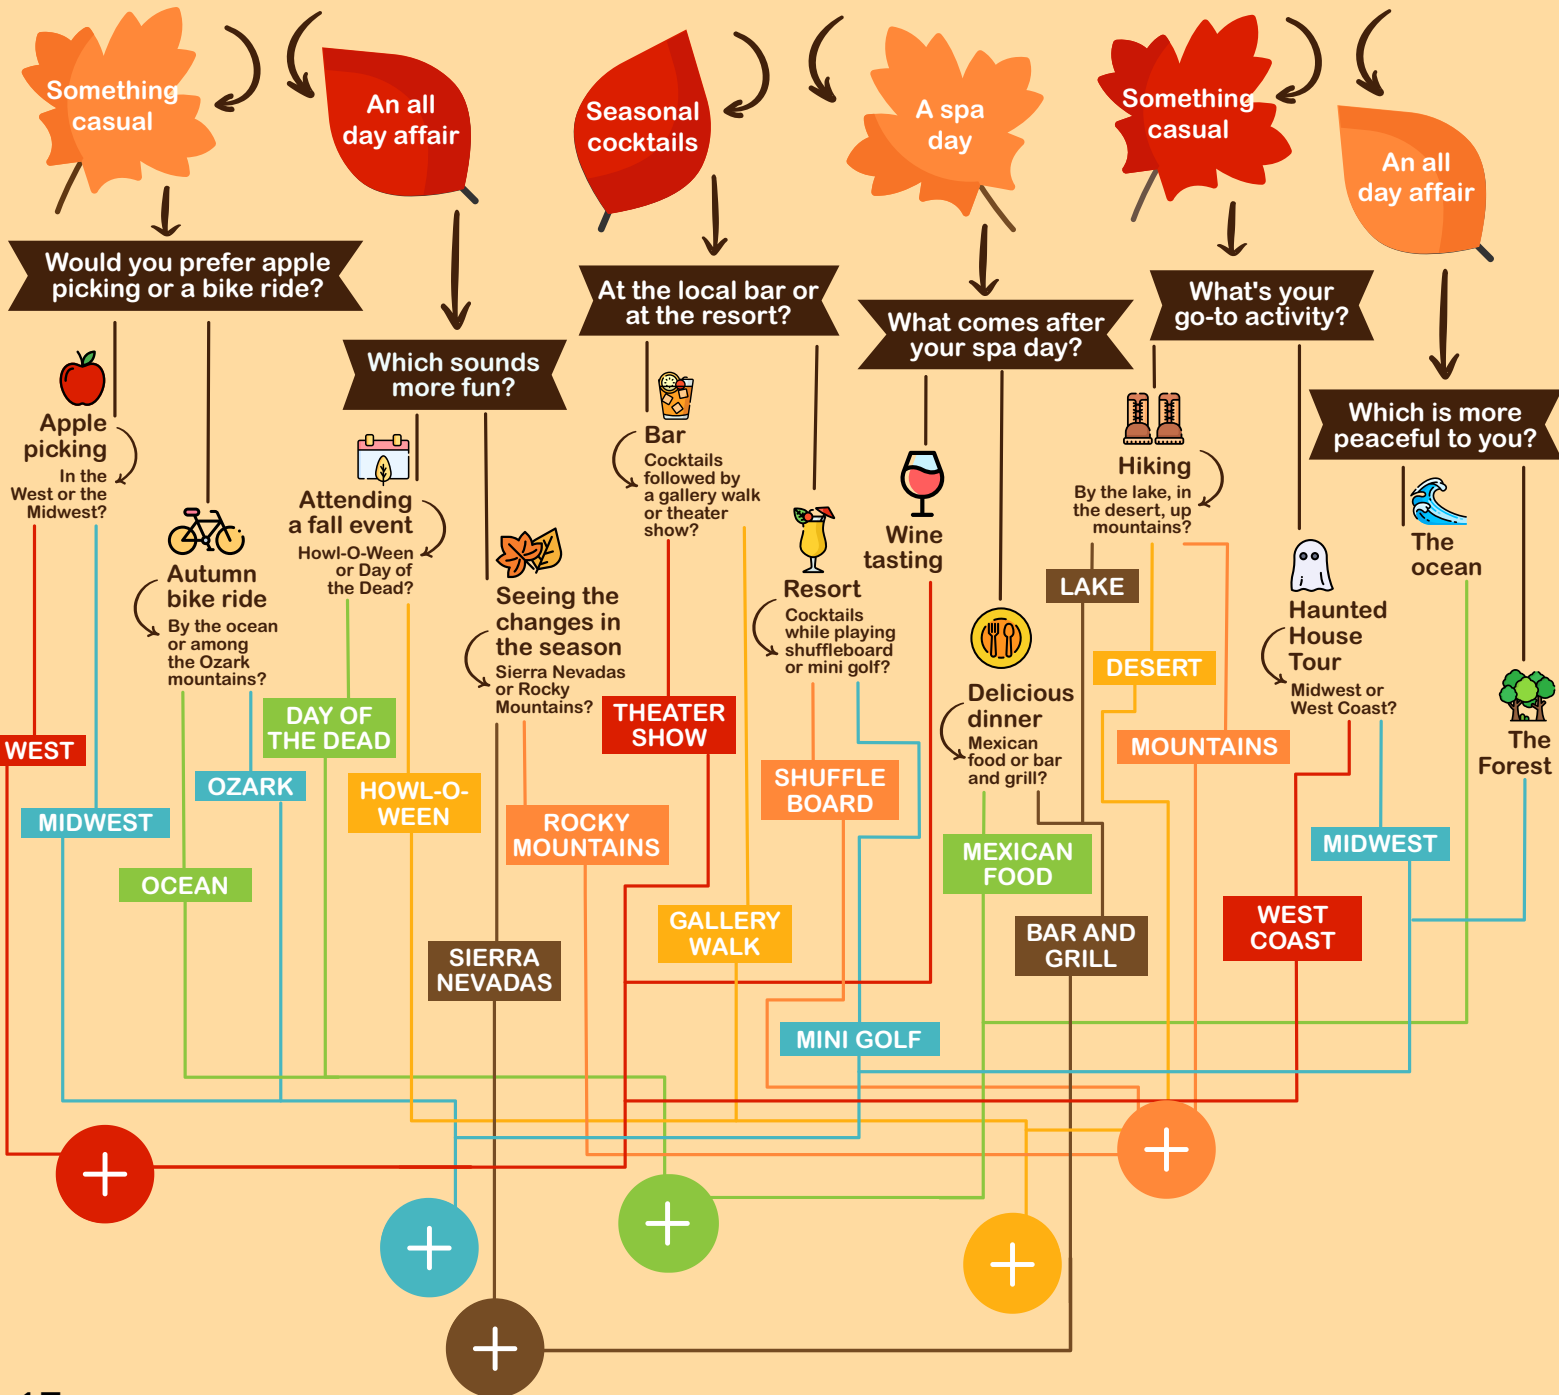 Something
casual
An all
day affair
Seasonal
cocktails
A spa
day
Something
casual
An all
day affair
Would you prefer apple
picking or a bike ride?
Which sounds
more fun?
At the local bar or
at the resort?
What comes after
your spa day?
What's your
go-to activity?
Which is more
peaceful to you?
Apple
picking
In the
West or the
Midwest?
Autumn
bike ride
By the ocean
or among
the Ozark
mountains?
Attending
a fall event
Howl-O-Ween
or Day of
the Dead?
Seeing the
changes in
the season
Sierra Nevadas
or Rocky
Mountains?
Bar
Cocktails
followed by
a gallery walk
or theater
show?
Resort
Cocktails
while playing
shuffleboard
or mini golf?
Wine
tasting
Delicious
dinner
Mexican
food or bar
and grill?
Hiking
By the lake, in
the desert, up
mountains?
Haunted
House
Tour
Midwest or
West Coast?
The
ocean
The
Forest
WEST
MIDWEST
OCEAN
OZARK
DAY OF
THE DEAD
HOWL-O-
WEEN
SIERRA
NEVADAS
ROCKY
MOUNTAINS
THEATER
SHOW
GALLERY
WALK
SHUFFLE
BOARD
MINI GOLF
MEXICAN
FOOD
BAR AND
GRILL
LAKE
DESERT
MOUNTAINS
WEST
COAST
MIDWEST